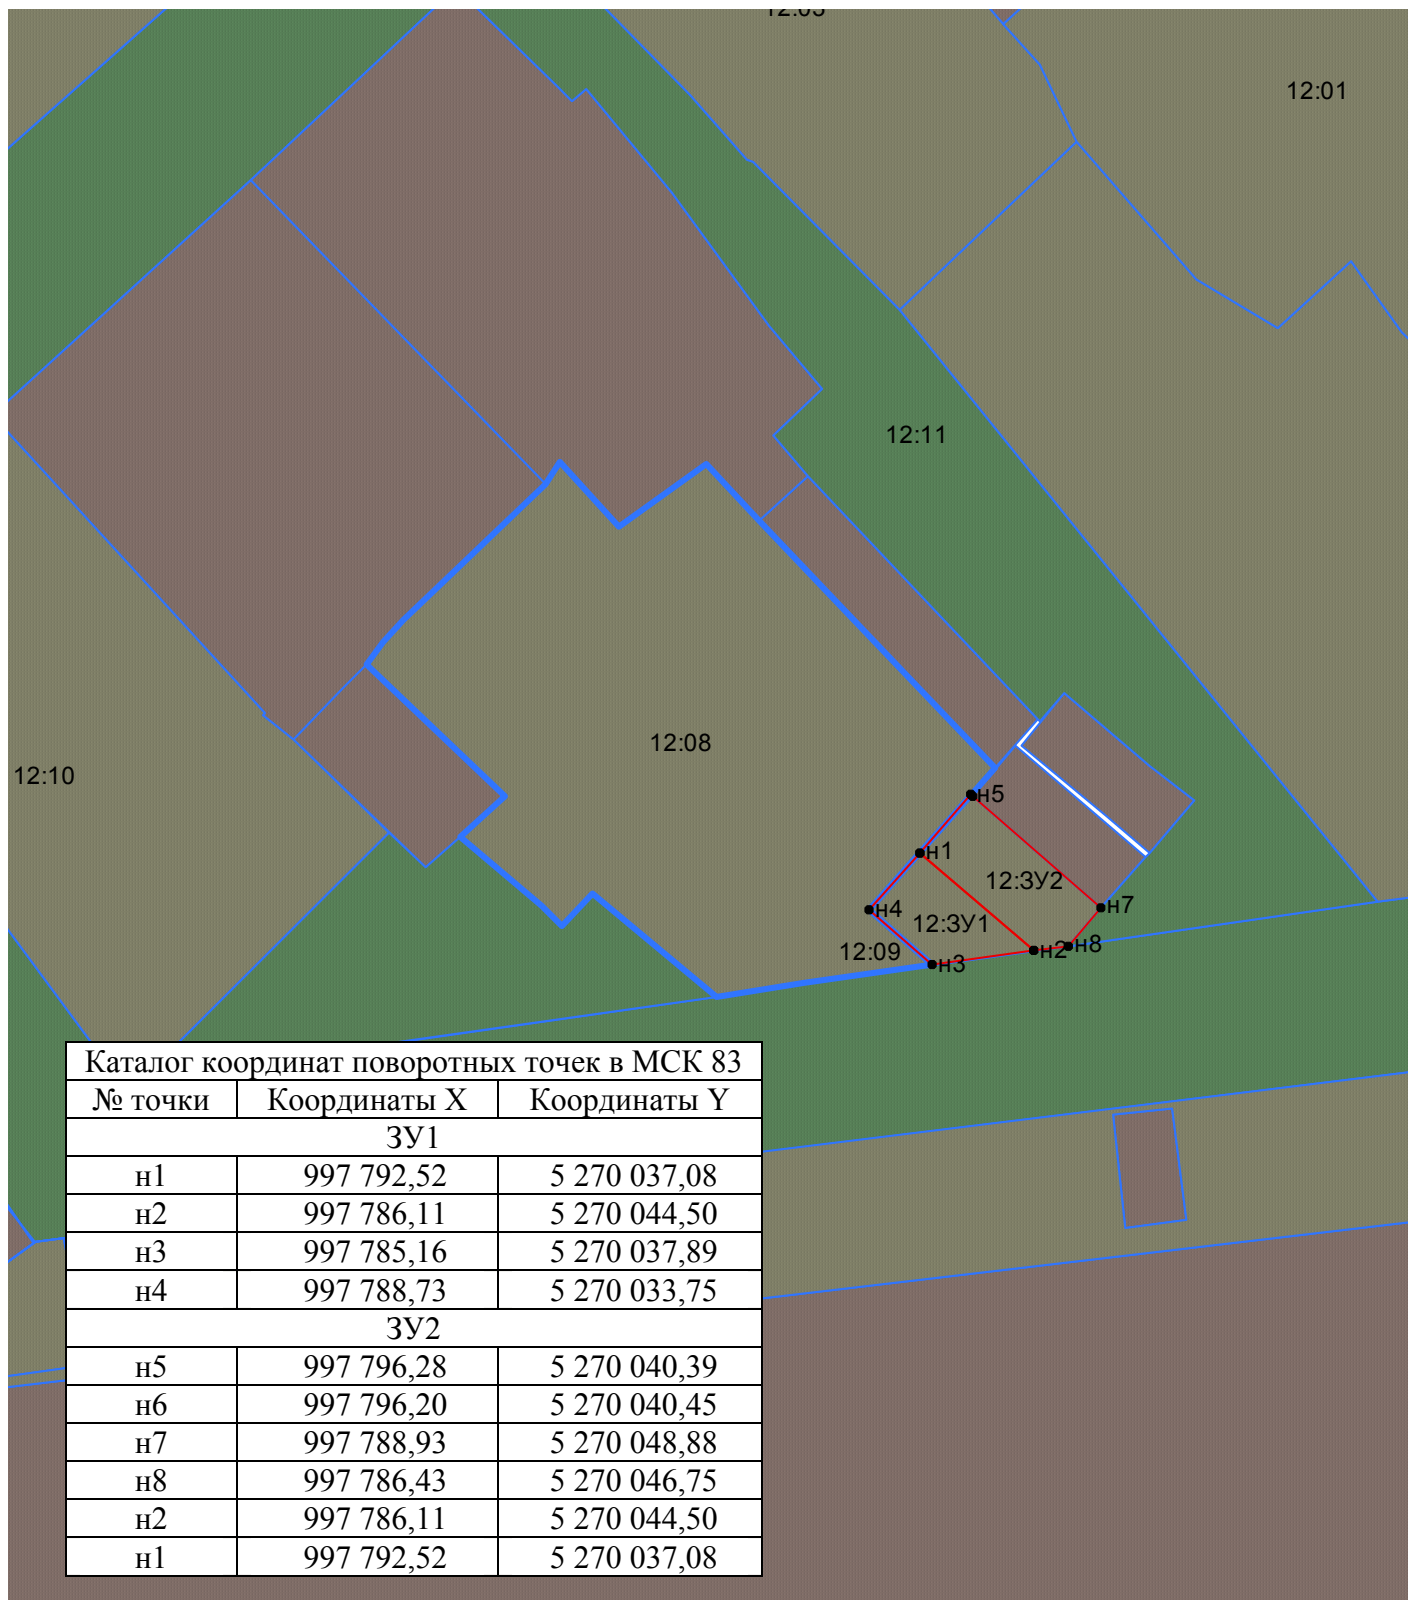 12:05
12:01
12:11
12:08
12:10
н5
н1
12:ЗУ2
н4
н7
12:ЗУ1
12:09
н2
н8
н3
Каталог координат поворотных точек в МСК 83
№ точки Координаты X Координаты Y
ЗУ1
н1 997 792,52 5 270 037,08
н2 997 786,11 5 270 044,50
н3 997 785,16 5 270 037,89
н4 997 788,73 5 270 033,75
ЗУ2
н5 997 796,28 5 270 040,39
н6 997 796,20 5 270 040,45
н7 997 788,93 5 270 048,88
н8 997 786,43 5 270 046,75
н2 997 786,11 5 270 044,50
н1 997 792,52 5 270 037,08